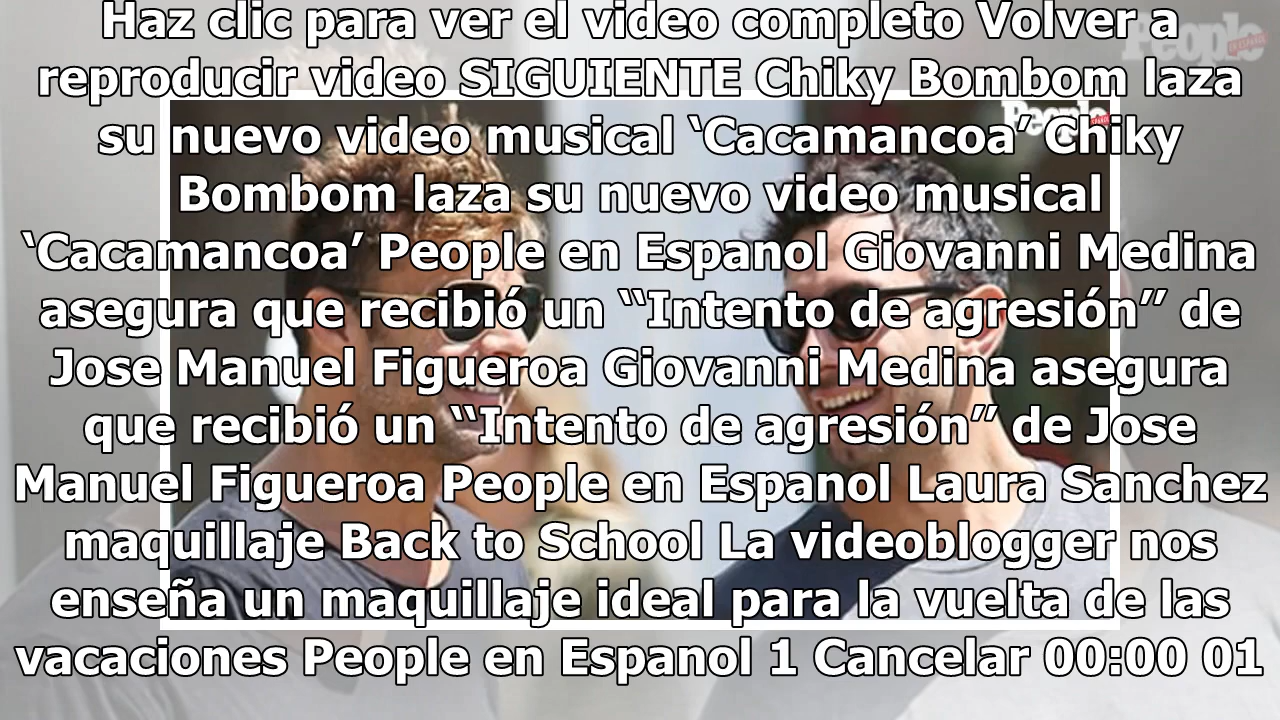 Haz clic para ver el video completo Volver a
reproducir video SIGUIENTE Chiky Bombom laza
su nuevo video musical ‘Cacamancoa’ Chiky
Bombom laza su nuevo video musical
‘Cacamancoa’ People en Espanol Giovanni Medina
asegura que recibió un “Intento de agresión” de
Jose Manuel Figueroa Giovanni Medina asegura
que recibió un “Intento de agresión” de Jose
Manuel Figueroa People en Espanol Laura Sanchez
maquillaje Back to School La videoblogger nos
enseña un maquillaje ideal para la vuelta de las
vacaciones People en Espanol 1 Cancelar 00:00 01
People
EN ESPAÑOL
People